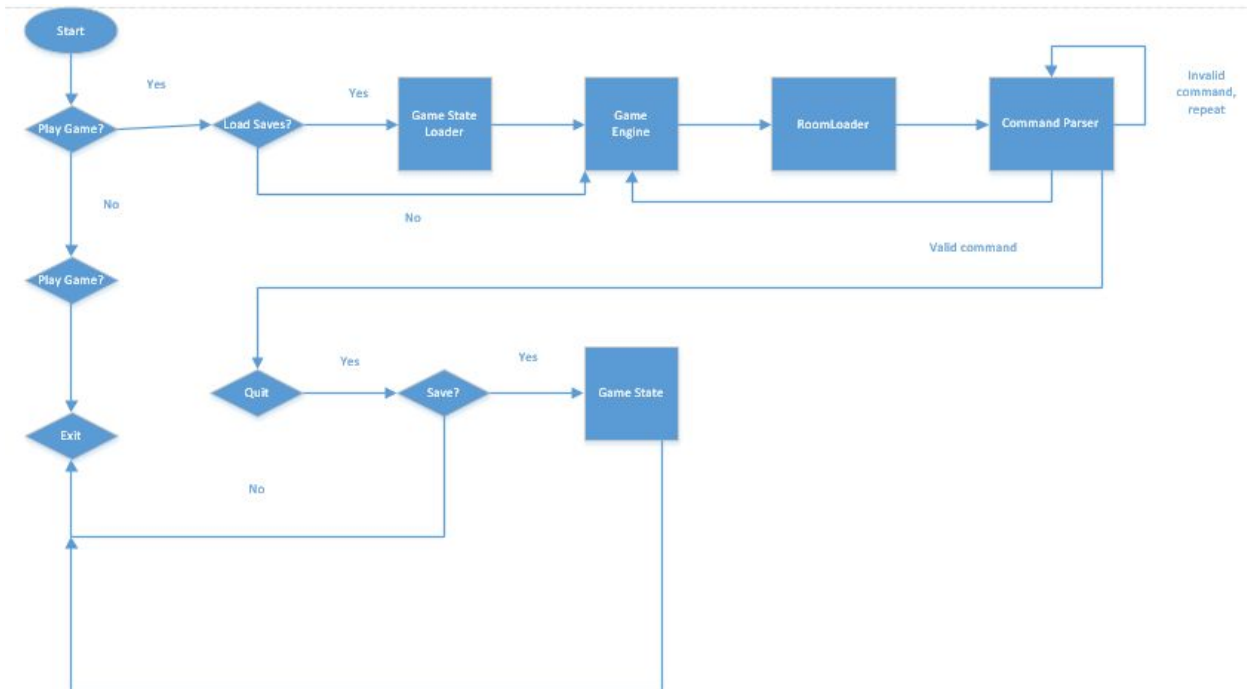 Start
Yes
Yes
Play Game?
Load Saves?
Game State
Loader
Game
Engine
RoomLoader
Command Parser
Invalid
command,
repeat
No
No
Valid command
Play Game?
Yes
Yes
Quit
Save?
Game State
Exit
No